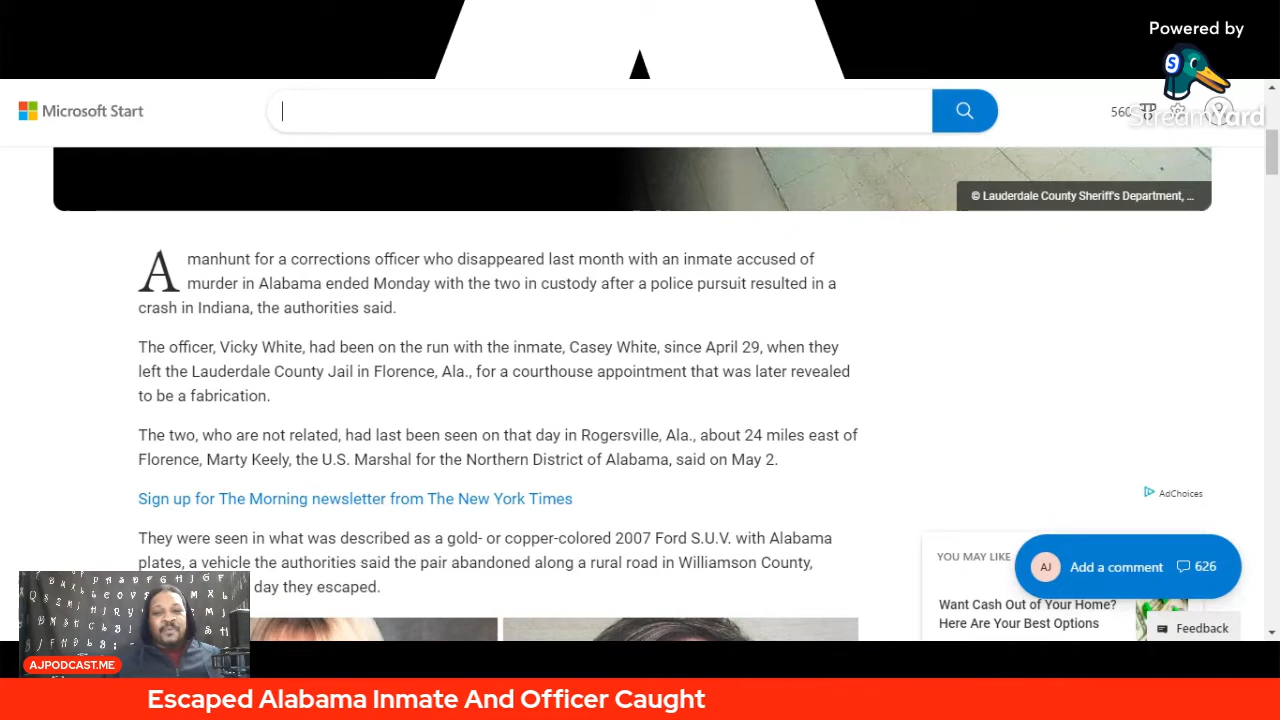 Powered by
StreamYard
Microsoft Start
560
© Lauderdale County Sheriff's Department, ...
A manhunt for a corrections officer who disappeared last month with an inmate accused of
murder in Alabama ended Monday with the two in custody after a police pursuit resulted in a
crash in Indiana, the authorities said.
The officer, Vicky White, had been on the run with the inmate, Casey White, since April 29, when they
left the Lauderdale County Jail in Florence, Ala., for a courthouse appointment that was later revealed
to be a fabrication.
The two, who are not related, had last been seen on that day in Rogersville, Ala., about 24 miles east of
Florence, Marty Keely, the U.S. Marshal for the Northern District of Alabama, said on May 2.
Sign up for The Morning newsletter from The New York Times
AdChoices
They were seen in what was described as a gold- or copper-colored 2007 Ford S.U.V. with Alabama
plates, a vehicle the authorities said the pair abandoned along a rural road in Williamson County,
day they escaped.
YOU MAY LIKE
AJ
Add a comment
626
Want Cash Out of Your Home?
Here Are Your Best Options
Feedback
AJPODCAST.ME
Escaped Alabama Inmate And Officer Caught